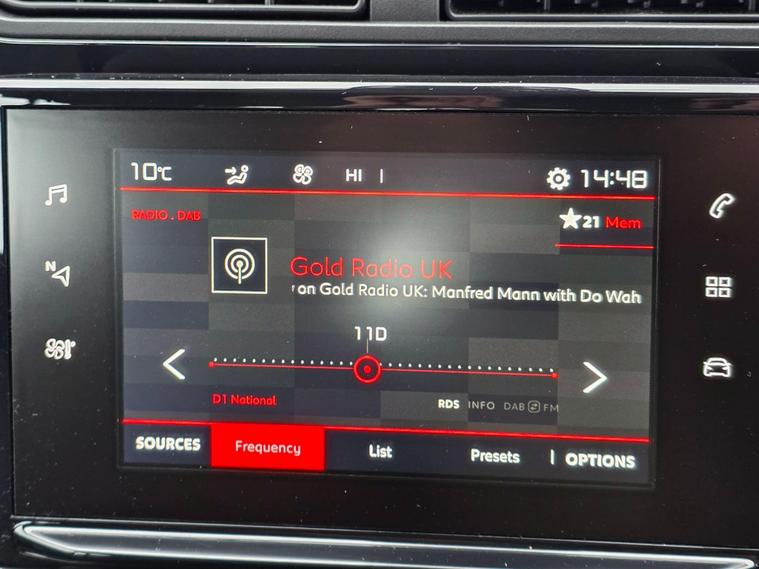 10°C HI 14:48
RADIO . DAB
21 Mem
Gold Radio UK
on Gold Radio UK: Manfred Mann with Do Wah
11D
D1 National
RDS INFO DAB FM
SOURCES Frequency List Presets OPTIONS
N